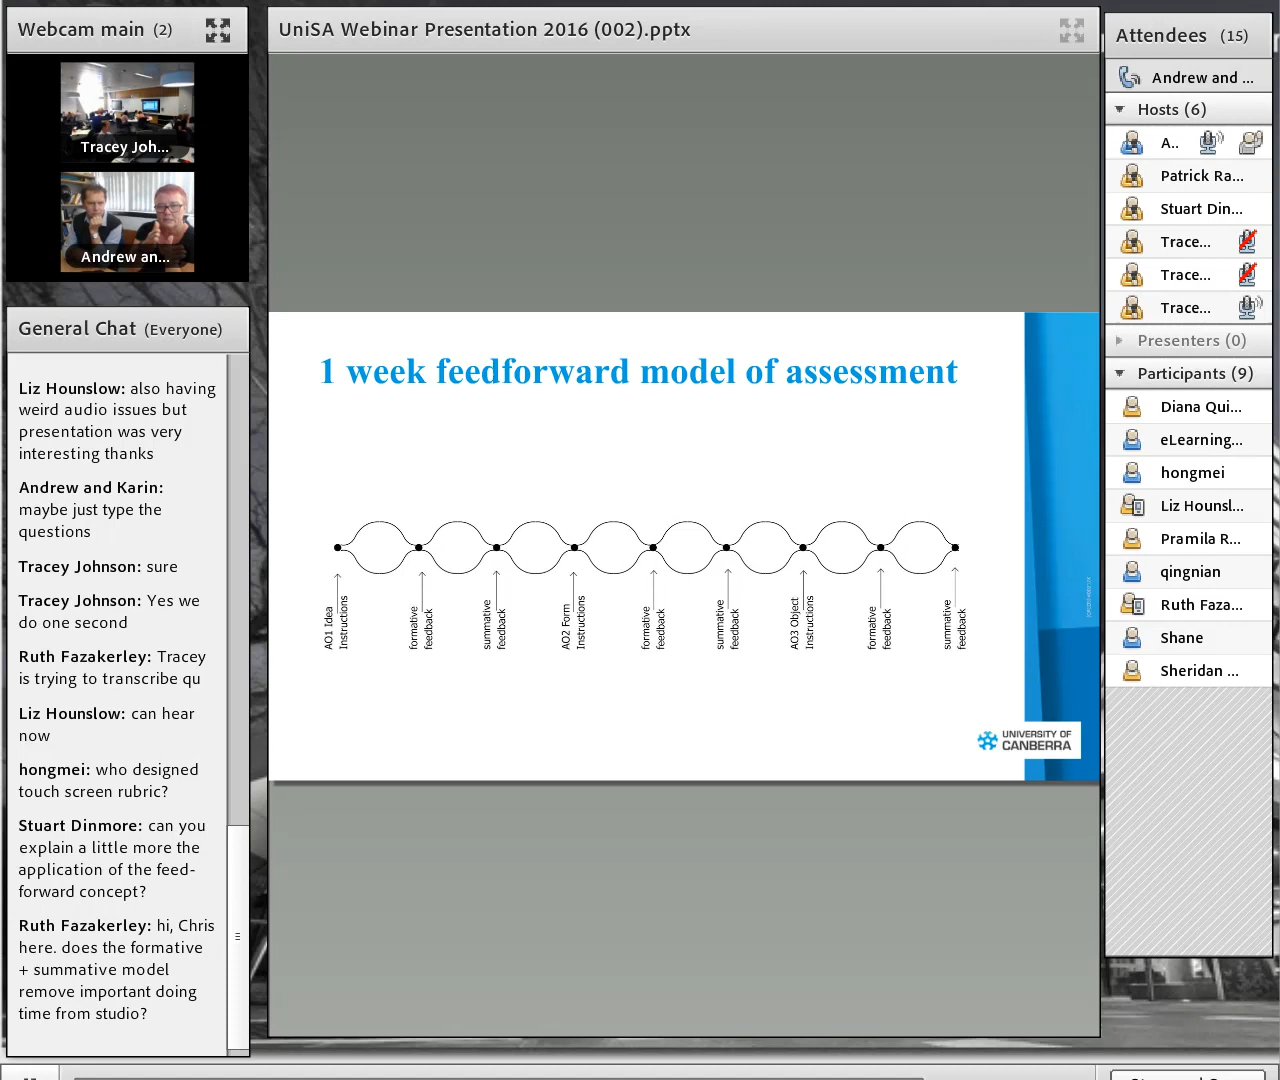 Webcam main (2)
Tracey Joh...
Andrew an...
General Chat (Everyone)
Liz Hounslow: also having
weird audio issues but
presentation was very
interesting thanks
Andrew and Karin:
maybe just type the
questions
Tracey Johnson: sure
Tracey Johnson: Yes we
do one second
Ruth Fazakerley: Tracey
is trying to transcribe qu
Liz Hounslow: can hear
now
hongmei: who designed
touch screen rubric?
Stuart Dinmore: can you
explain a little more the
application of the feed-
forward concept?
Ruth Fazakerley: hi, Chris
here. does the formative
+ summative model
remove important doing
time from studio?
UniSA Webinar Presentation 2016 (002).pptx
1 week feedforward model of assessment
AO1 Idea
Instructions
formative
feedback
summative
feedback
AO2 Form
Instructions
formative
feedback
summative
feedback
AO3 Object
Instructions
formative
feedback
summative
feedback
UNIVERSITY OF
CANBERRA
Attendees (15)
Andrew and ...
Hosts (6)
A..
Patrick Ra...
Stuart Din...
Trace...
Trace...
Trace...
Presenters (0)
Participants (9)
Diana Qui...
eLearning...
hongmei
Liz Hounsl...
Pramila R...
qingnian
Ruth Faza...
Shane
Sheridan ...